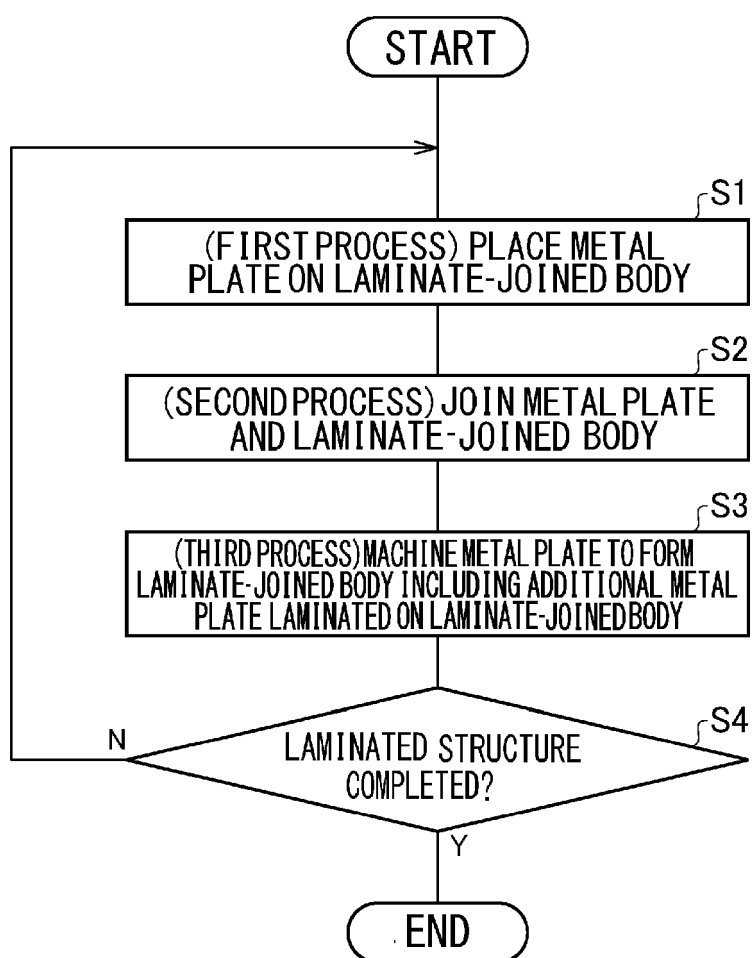 START
S1
(FIRST PROCESS) PLACE METAL
PLATE ON LAMINATE-JOINED BODY
S2
(SECOND PROCESS) JOIN METAL PLATE
AND LAMINATE-JOINED BODY
S3
(THIRD PROCESS) MACHINE METAL PLATE TO FORM
LAMINATE-JOINED BODY INCLUDING ADDITIONAL METAL
PLATE LAMINATED ON LAMINATE-JOINED BODY
S4
N
LAMINATED STRUCTURE
COMPLETED?
Y
END